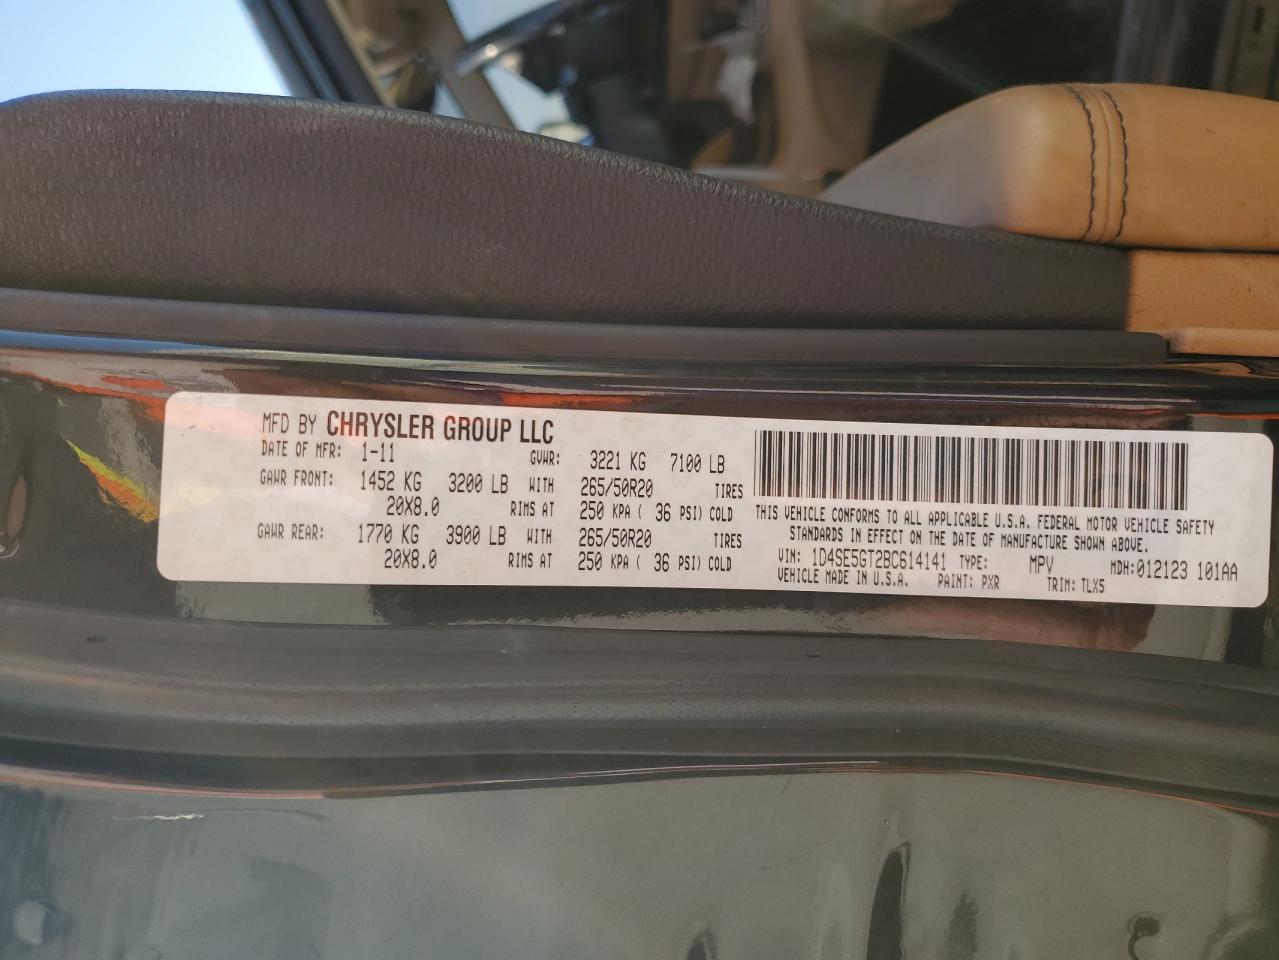 MFD BY CHRYSLER GROUP LLC
DATE OF MFR: 1-11 GVWR: 3221 KG 7100 LB
GAWR FRONT: 1452 KG 3200 LB WITH 265/50R20 TIRES
20X8.0 RIMS AT 250 KPA ( 36 PSI) COLD
GAWR REAR: 1770 KG 3900 LB WITH 265/50R20 TIRES
20X8.0 RIMS AT 250 KPA ( 36 PSI) COLD
THIS VEHICLE CONFORMS TO ALL APPLICABLE U.S.A. FEDERAL MOTOR VEHICLE SAFETY
STANDARDS IN EFFECT ON THE DATE OF MANUFACTURE SHOWN ABOVE.
VIN: 1D4SE5GT2BC614141 TYPE: MPV MDH:012123 101AA
VEHICLE MADE IN U.S.A. PAINT: PXR TRIM: TLX5